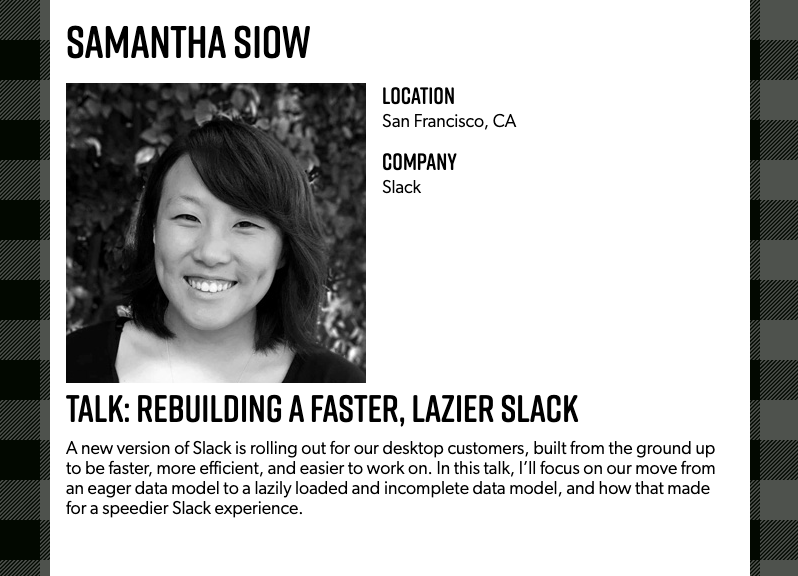 SAMANTHA SIOW
LOCATION
San Francisco, CA
COMPANY
Slack
TALK: REBUILDING A FASTER, LAZIER SLACK
A new version of Slack is rolling out for our desktop customers, built from the ground up
to be faster, more efficient, and easier to work on. In this talk, I’ll focus on our move from
an eager data model to a lazily loaded and incomplete data model, and how that made
for a speedier Slack experience.